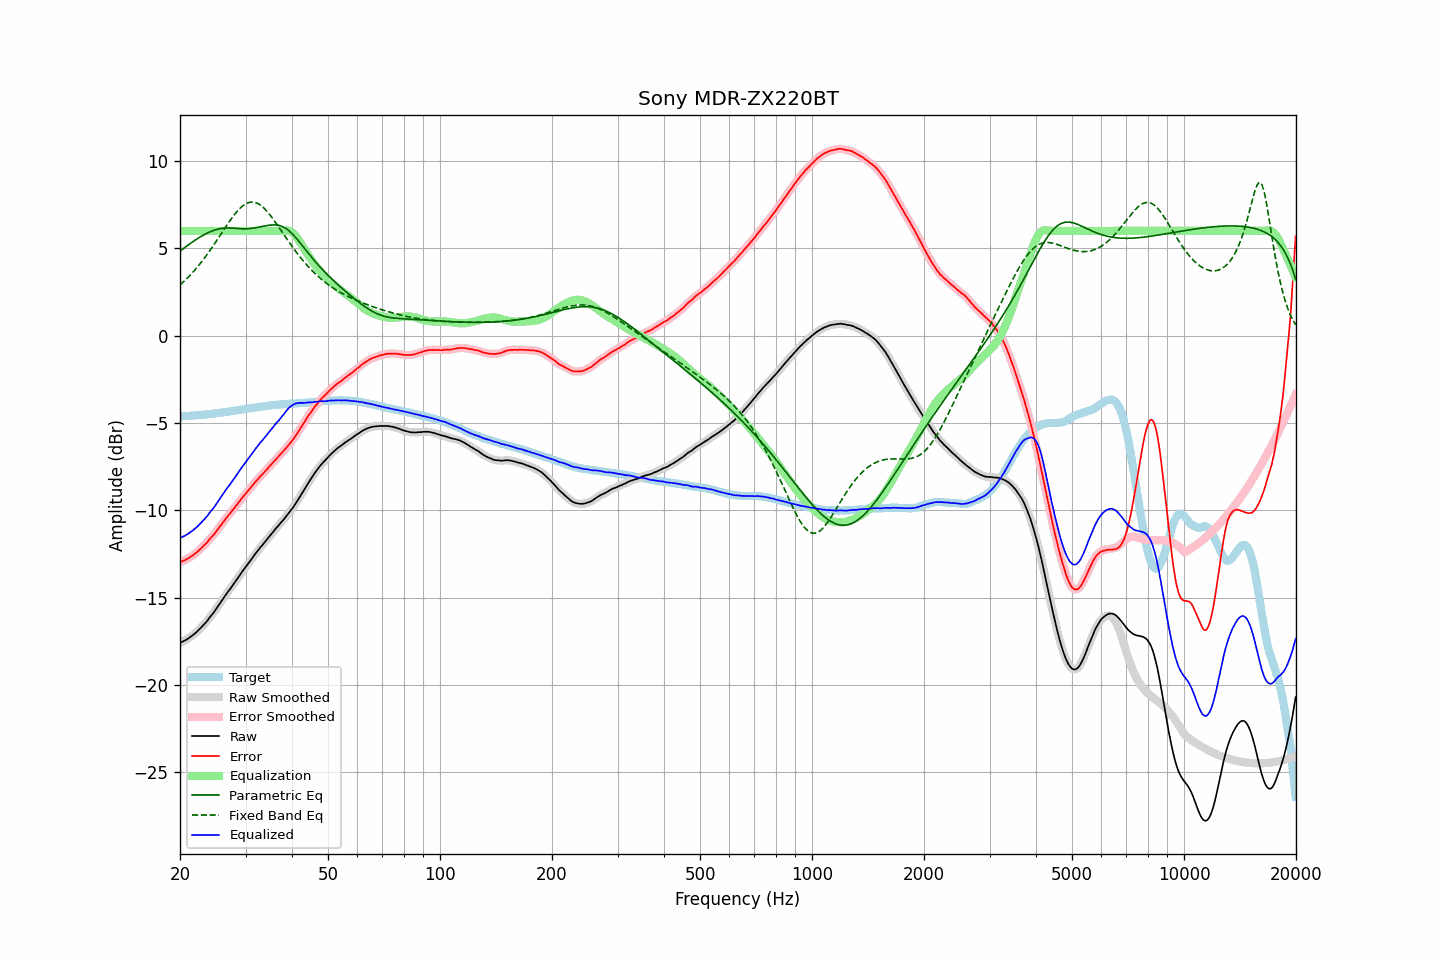 Sony MDR-ZX220BT
Amplitude (dBr)
10
5
0
−5
−10
−15
−20
−25
Target
Raw Smoothed
Error Smoothed
Raw
Error
Equalization
Parametric Eq
Fixed Band Eq
Equalized
20 50 100 200 500 1000 2000 5000 10000 20000
Frequency (Hz)